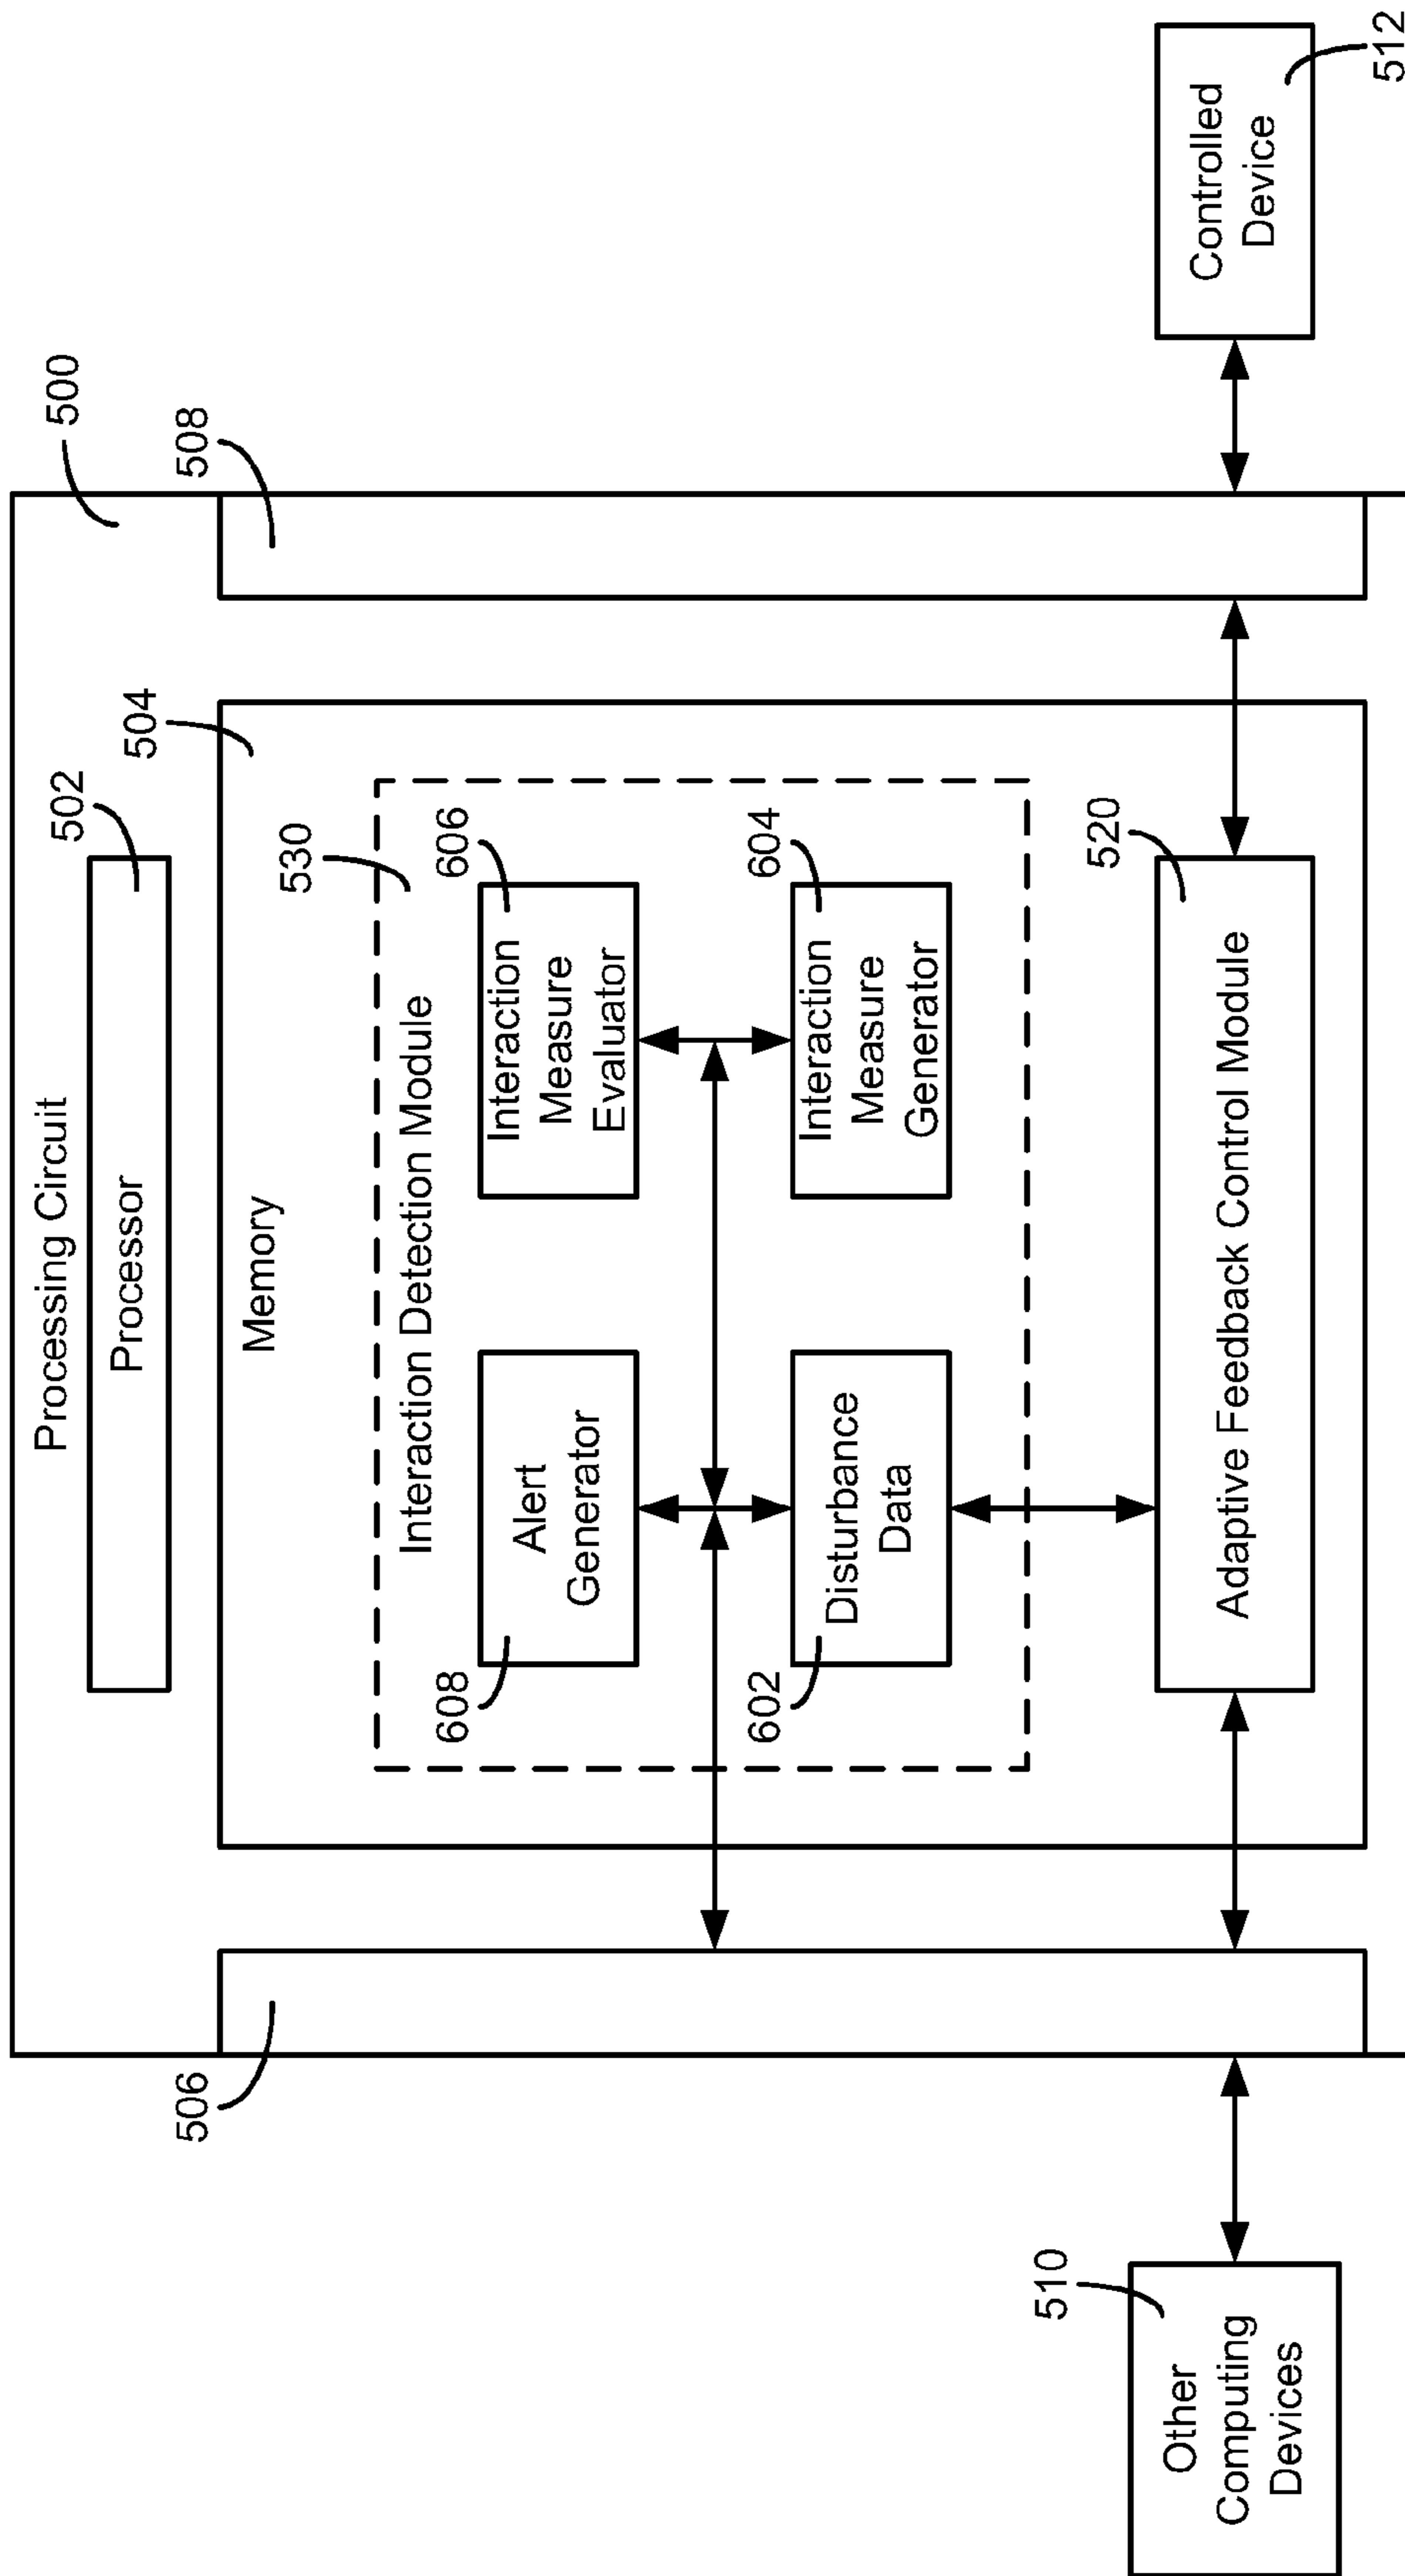 Processing Circuit
500
Processor
502
508
506
Memory
504
Interaction Detection Module
530
Alert
Generator
608
Interaction
Measure
Evaluator
606
Disturbance
Data
602
Interaction
Measure
Generator
604
Adaptive Feedback Control Module
520
Other
Computing
Devices
510
Controlled
Device
512